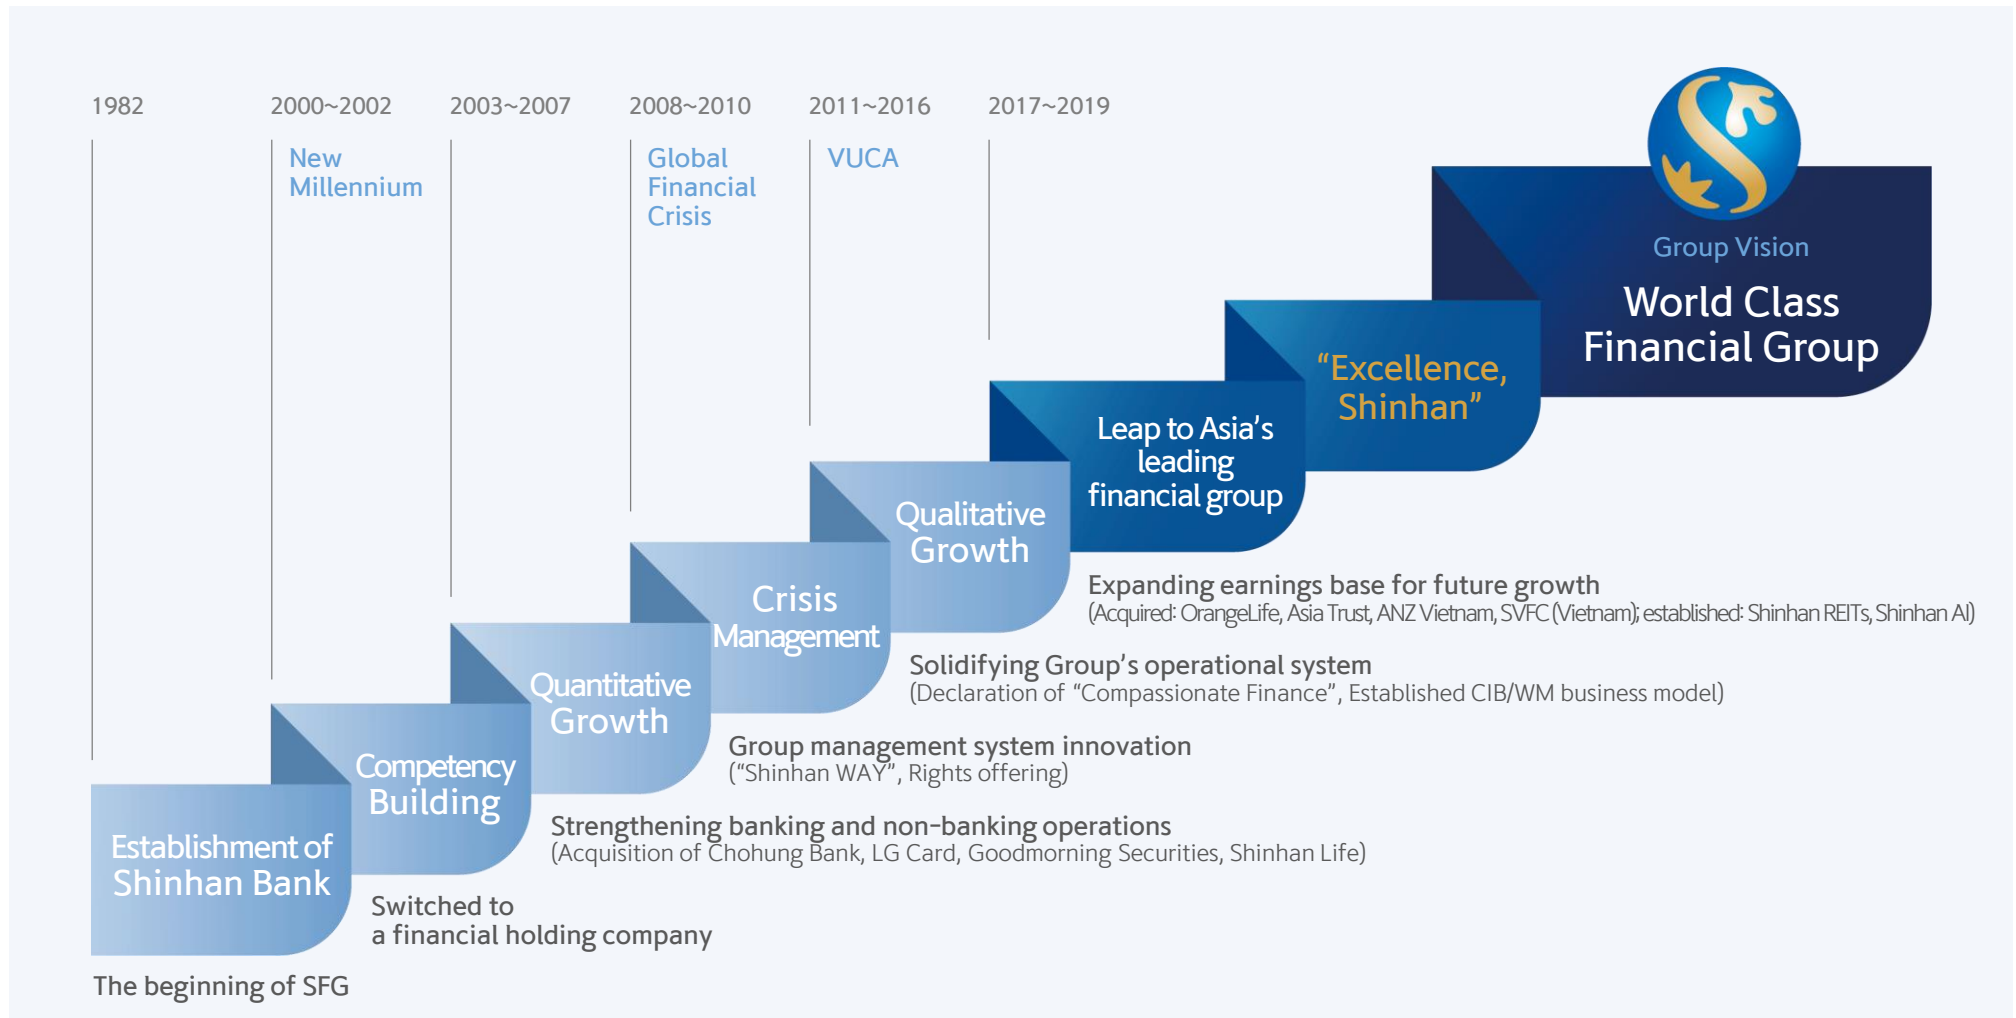 1982
2000~2002
2003~2007
2008~2010
2011~2016
2017~2019
New
Millennium
Global
Financial
Crisis
VUCA
Group Vision
World Class
Financial Group
“Excellence,
Shinhan”
Leap to Asia’s
leading
financial group
Expanding earnings base for future growth
(Acquired: OrangeLife, Asia Trust, ANZ Vietnam, SVFC (Vietnam); established: Shinhan REITs, Shinhan AI)
Qualitative
Growth
Solidifying Group’s operational system
(Declaration of “Compassionate Finance”, Established CIB/WM business model)
Crisis
Management
Group management system innovation
(“Shinhan WAY”, Rights offering)
Quantitative
Growth
Strengthening banking and non-banking operations
(Acquisition of Chohung Bank, LG Card, Goodmorning Securities, Shinhan Life)
Competency
Building
Switched to
a financial holding company
Establishment of
Shinhan Bank
The beginning of SFG